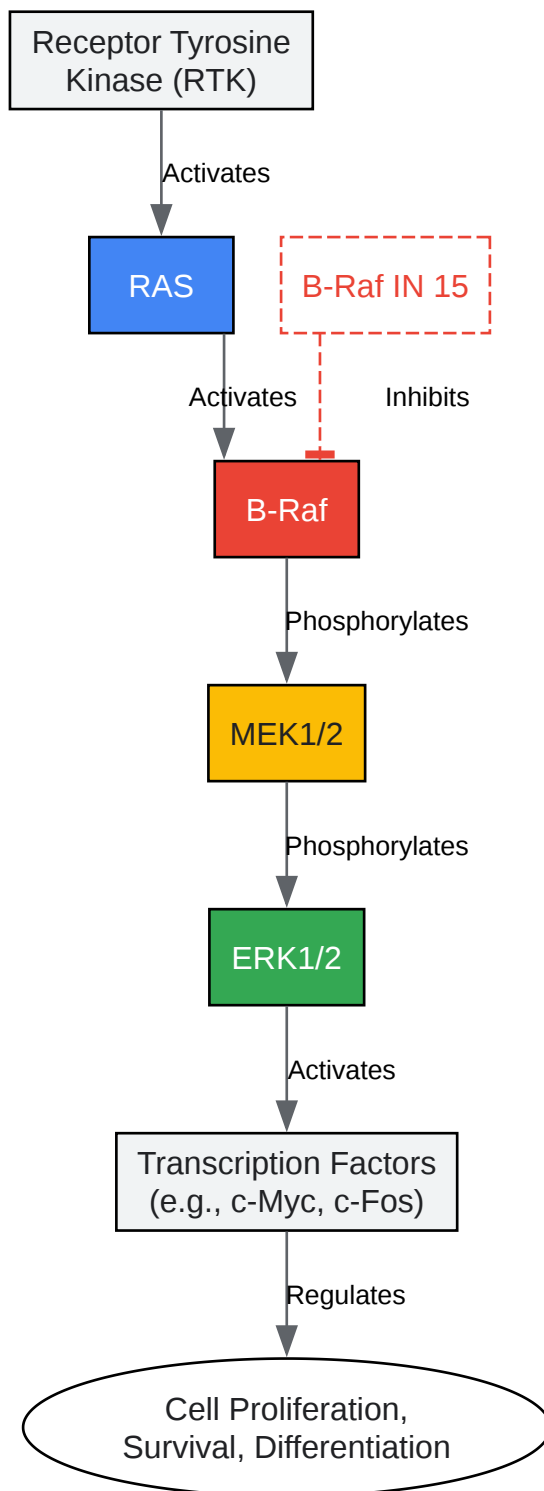 Receptor Tyrosine
Kinase (RTK)
Activates
RAS
B-Raf IN 15
Activates
Inhibits
B-Raf
Phosphorylates
MEK1/2
Phosphorylates
ERK1/2
Activates
Transcription Factors
(e.g., c-Myc, c-Fos)
Regulates
Cell Proliferation,
Survival, Differentiation